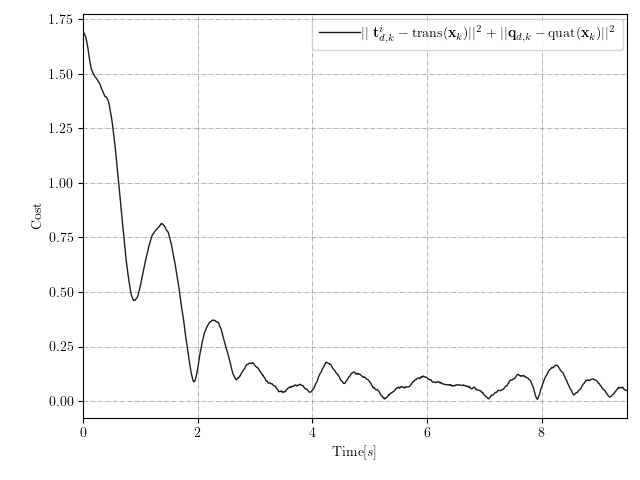 1.75
|| t^i_{d,k} − trans(x_k)||² + ||q_{d,k} − quat(x_k)||²
1.50
1.25
1.00
Cost
0.75
0.50
0.25
0.00
0 2 4 6 8
Time[s]